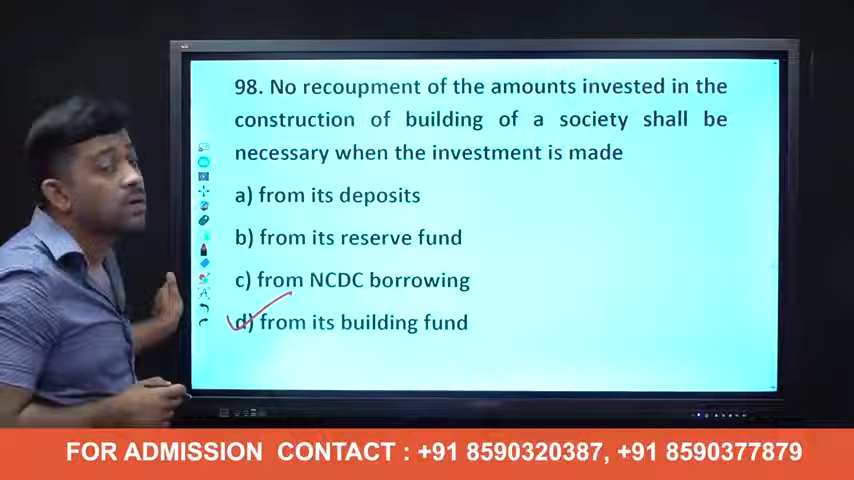 98. No recoupment of the amounts invested in the
construction of building of a society shall be
necessary when the investment is made
a) from its deposits
b) from its reserve fund
c) from NCDC borrowing
d) from its building fund
FOR ADMISSION CONTACT : +91 8590320387, +91 8590377879